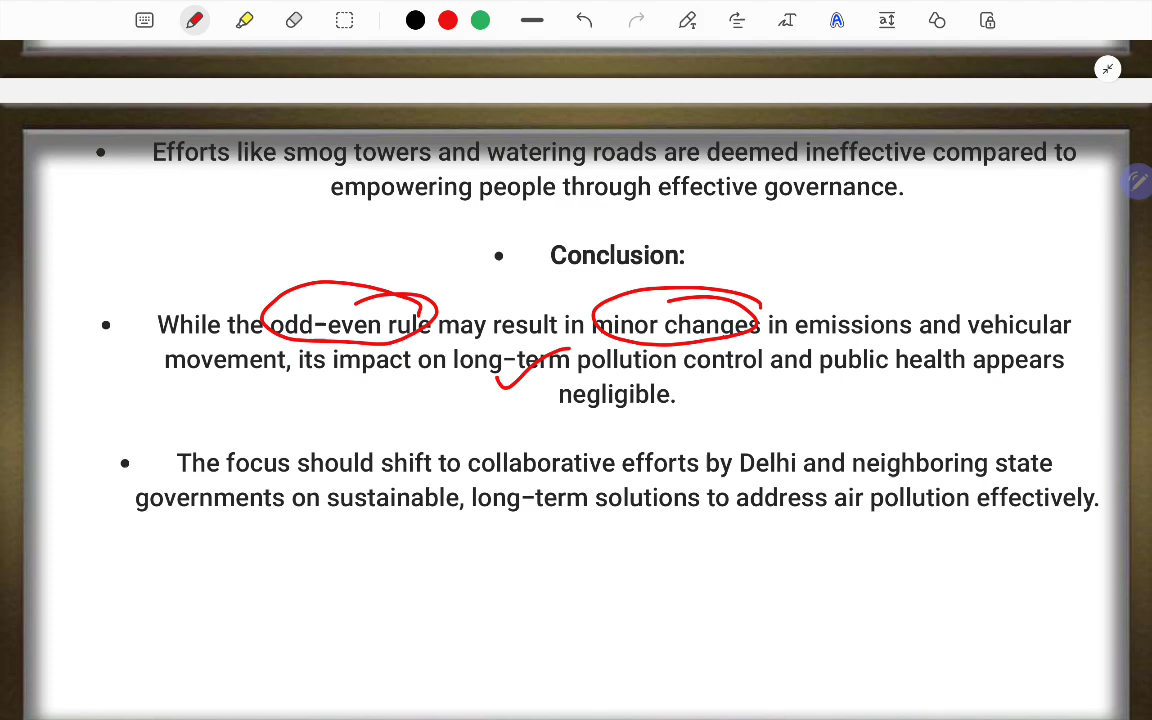 • Efforts like smog towers and watering roads are deemed ineffective compared to
empowering people through effective governance.
• Conclusion:
• While the odd-even rule may result in minor changes in emissions and vehicular
movement, its impact on long-term pollution control and public health appears
negligible.
• The focus should shift to collaborative efforts by Delhi and neighboring state
governments on sustainable, long-term solutions to address air pollution effectively.